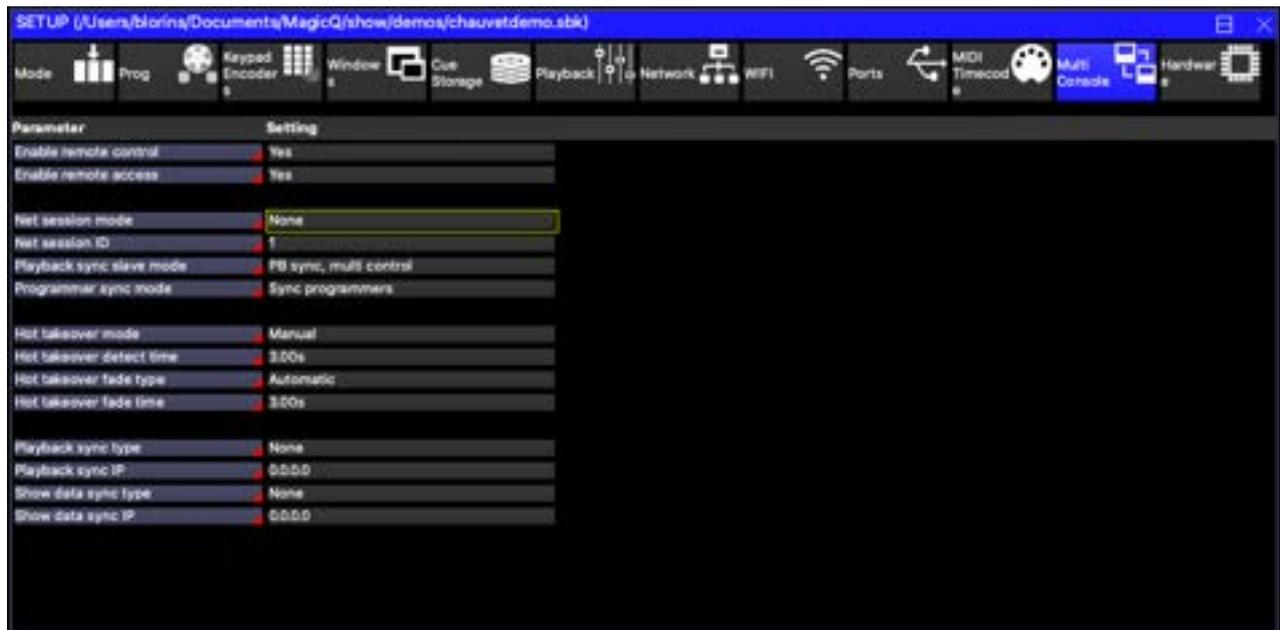 SETUP (/Users/blorins/Documents/MagicQ/show/demos/chauvetdemo.sbk)
Mode Prog Keypad Encoders Windows Cue Storage Playback Network WIFI Ports MIDI Timecode Multi Console Hardware
Parameter Setting
Enable remote control Yes
Enable remote access Yes
Net session mode None
Net session ID 1
Playback sync slave mode PB sync, multi control
Programmer sync mode Sync programmers
Hot takeover mode Manual
Hot takeover detect time 3.00s
Hot takeover fade type Automatic
Hot takeover fade time 3.00s
Playback sync type None
Playback sync IP 0.0.0.0
Show data sync type None
Show data sync IP 0.0.0.0